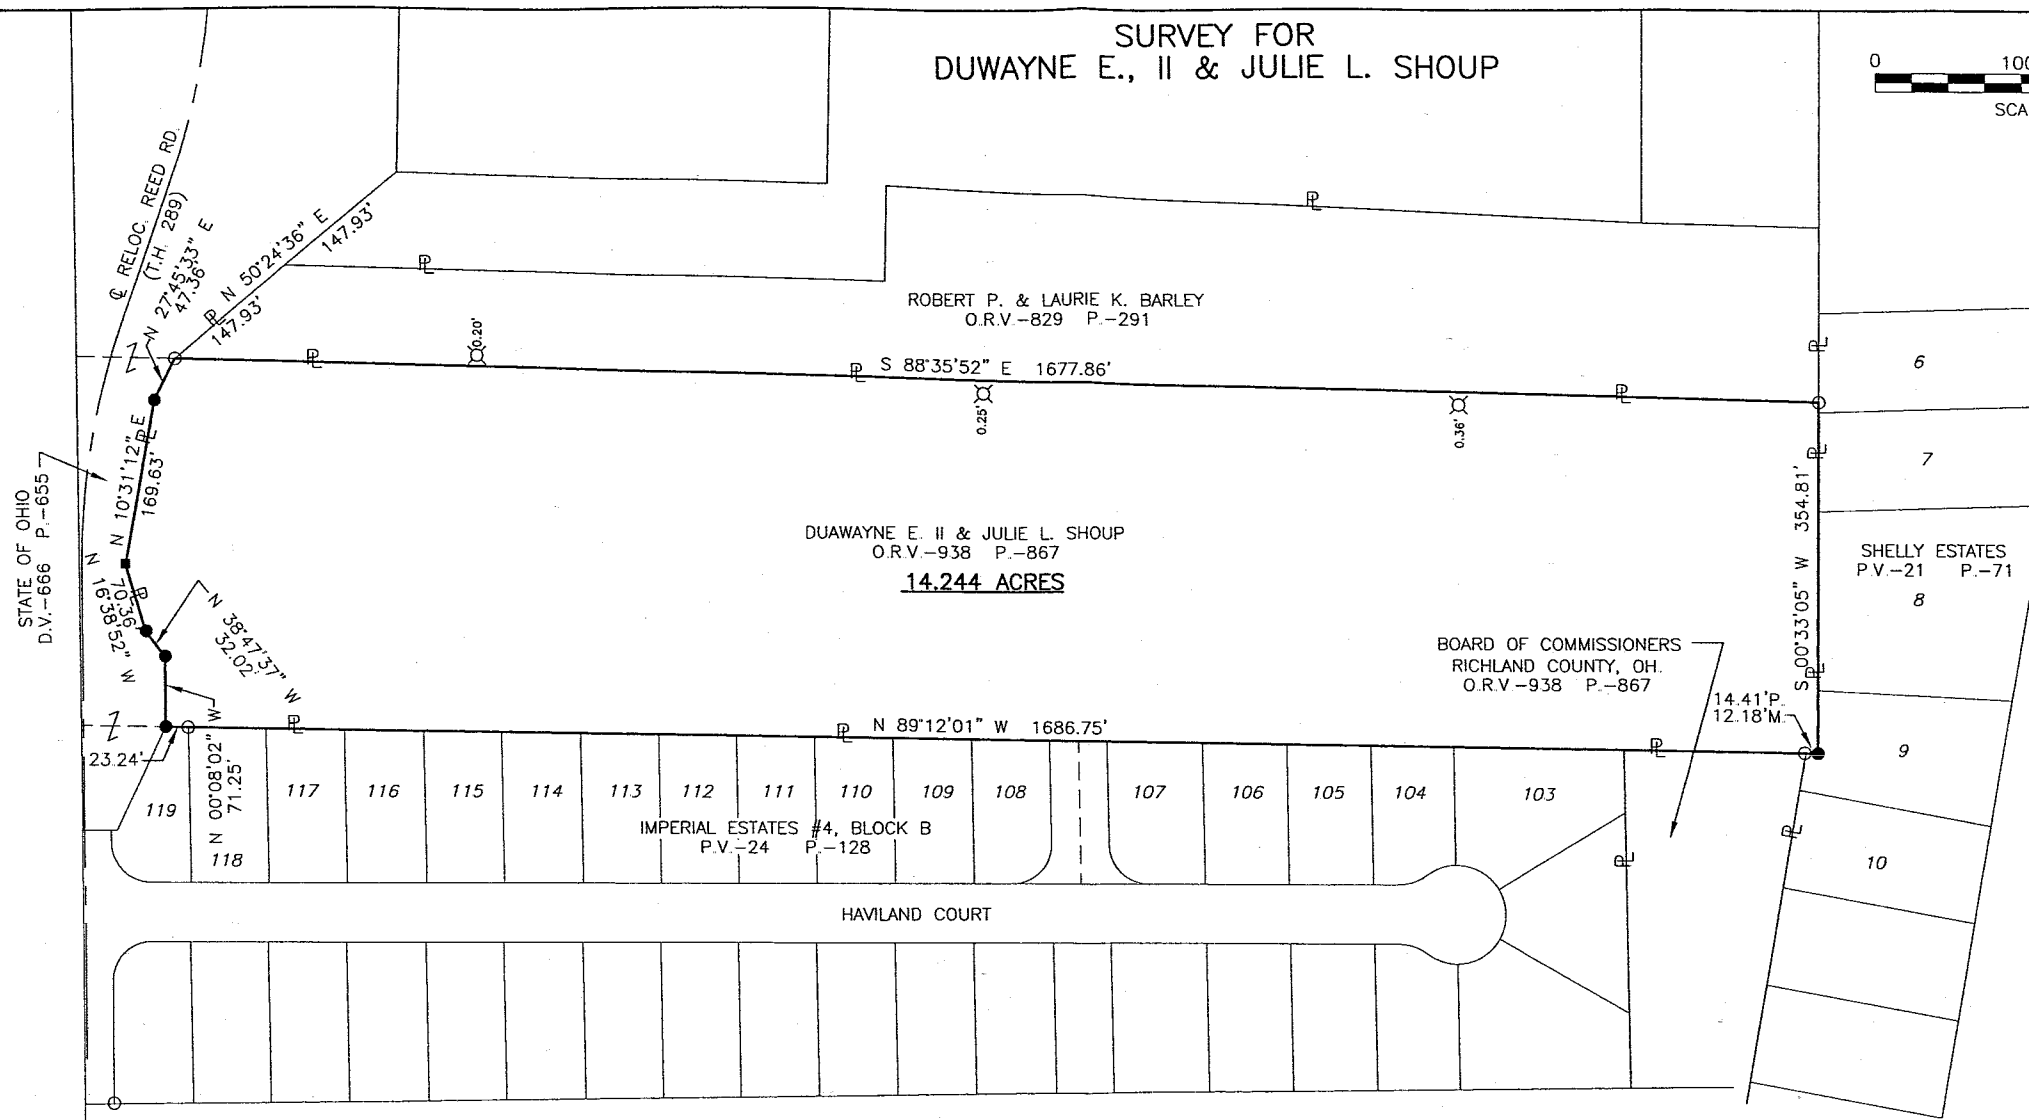 SURVEY FOR
DUWAYNE E., II & JULIE L. SHOUP
0 100
SCA
℄ RELOC. REED RD.
(T.H. 289)
N 27°45'33" E
47.36'
N 50°24'36" E
147.93'
147.93'
ROBERT P. & LAURIE K. BARLEY
O.R.V.-829 P.-291
0.20'
S 88°35'52" E 1677.86'
0.25'
0.36'
6
7
SHELLY ESTATES
P.V.-21 P.-71
8
9
10
STATE OF OHIO
D.V.-666 P.-655
N 10°31'12" E
169.63'
N 16°38'52" W
70.36'
N 38°47'37" W
32.02'
DUAWAYNE E. II & JULIE L. SHOUP
O.R.V.-938 P.-867
14.244 ACRES
S 00°33'05" W 354.81'
BOARD OF COMMISSIONERS
RICHLAND COUNTY, OH.
O.R.V.-938 P.-867
14.41'P.
12.18'M.
N 89°12'01" W 1686.75'
23.24'
N 00°08'02" W
71.25'
119
118
117
116
115
114
113
112
111
110
109
108
107
106
105
104
103
IMPERIAL ESTATES #4, BLOCK B
P.V.-24 P.-128
HAVILAND COURT